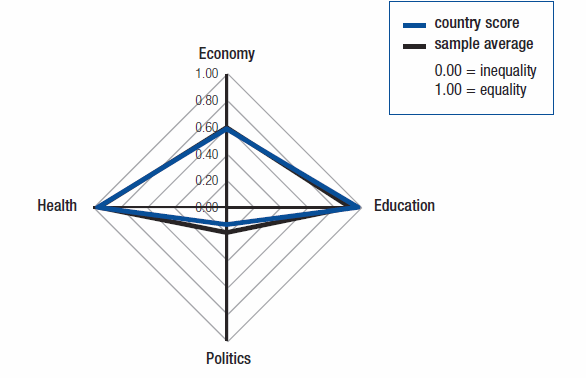 country score
sample average
0.00 = inequality
1.00 = equality
Economy
1.00
0.80
0.60
0.40
0.20
0.00
Health
Education
Politics